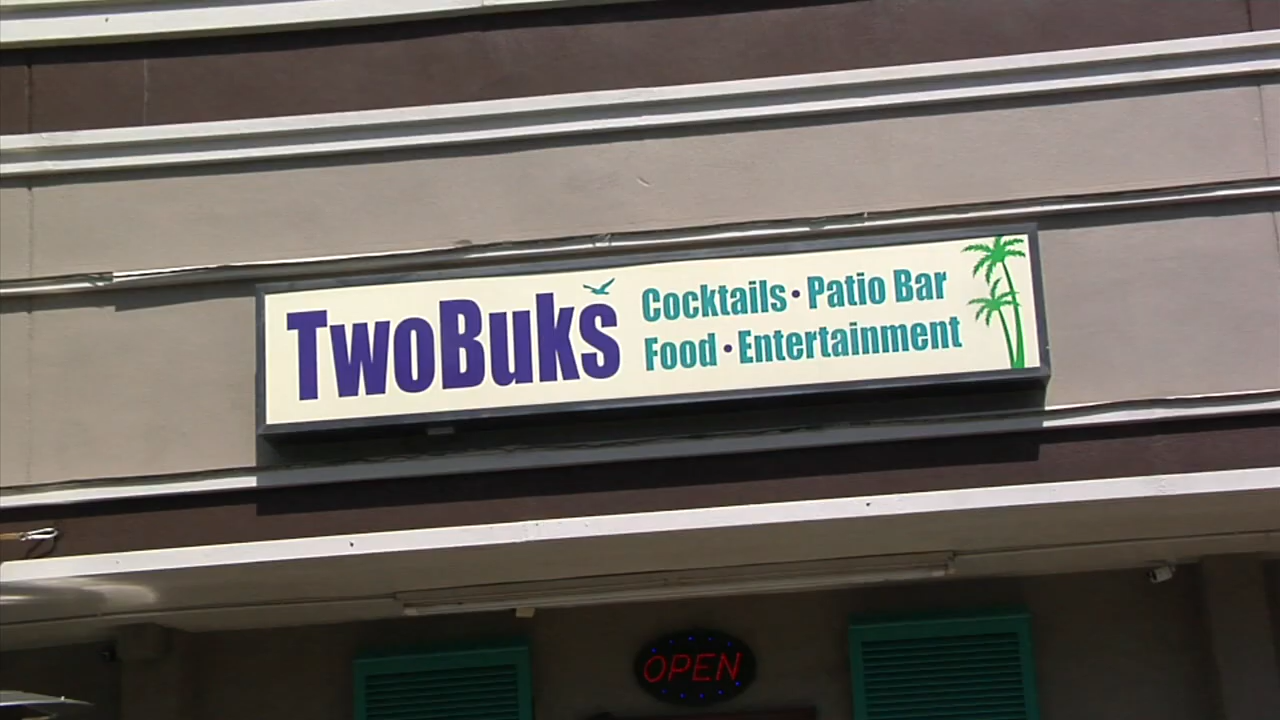 TwoBuks
Cocktails • Patio Bar
Food • Entertainment
OPEN